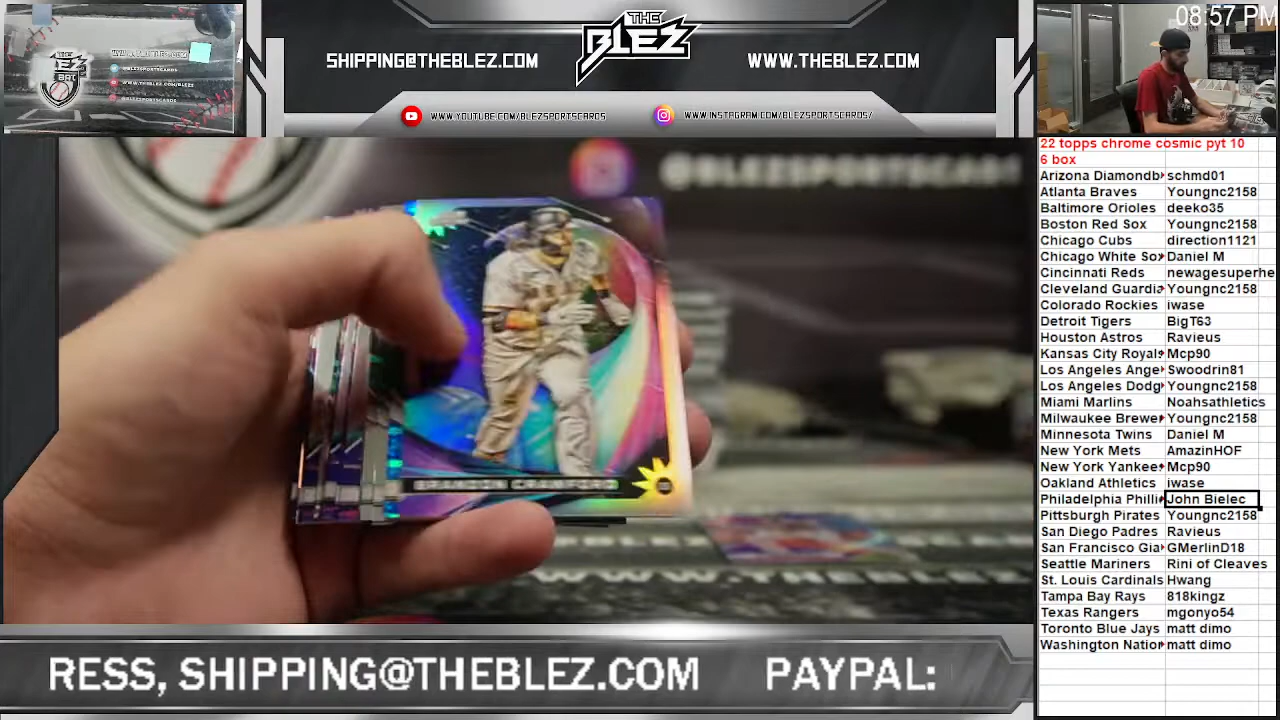 08:57 PM
THE
BLEZ
SHIPPING@THEBLEZ.COM
WWW.THEBLEZ.COM
WWW.YOUTUBE.COM/BLEZSPORTSCARDS
WWW.INSTAGRAM.COM/BLEZSPORTSCARDS/
@BLEZSPORTSCARDS
BRANDON CRAWFORD
22 topps chrome cosmic pyt 10
6 box
Arizona Diamondb schmd01
Atlanta Braves Youngnc2158
Baltimore Orioles deeko35
Boston Red Sox Youngnc2158
Chicago Cubs direction1121
Chicago White Sox Daniel M
Cincinnati Reds newagesuperhe
Cleveland Guardia Youngnc2158
Colorado Rockies iwase
Detroit Tigers BigT63
Houston Astros Ravieus
Kansas City Royals Mcp90
Los Angeles Ange Swoodrin81
Los Angeles Dodg Youngnc2158
Miami Marlins Noahsathletics
Milwaukee Brewe Youngnc2158
Minnesota Twins Daniel M
New York Mets AmazinHOF
New York Yankee Mcp90
Oakland Athletics iwase
Philadelphia Philli John Bielec
Pittsburgh Pirates Youngnc2158
San Diego Padres Ravieus
San Francisco Gia GMerlinD18
Seattle Mariners Rini of Cleaves
St. Louis Cardinals Hwang
Tampa Bay Rays 818kingz
Texas Rangers mgonyo54
Toronto Blue Jays matt dimo
Washington Nation matt dimo
RESS, SHIPPING@THEBLEZ.COM PAYPAL: